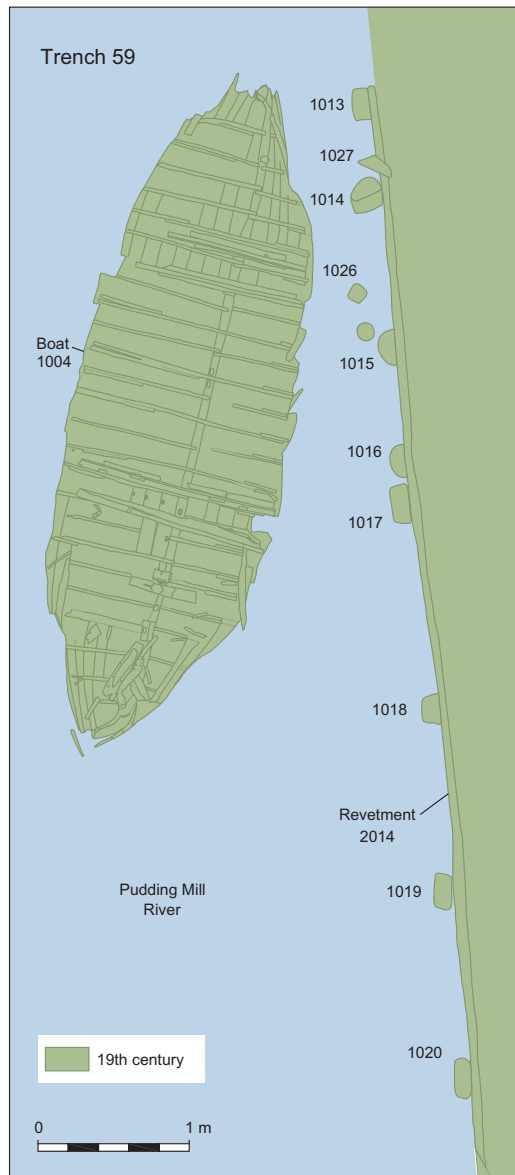 Trench 59
1013
1027
1014
1026
Boat
1004
1015
1016
1017
1018
Revetment
2014
Pudding Mill
River
1019
1020
19th century
0
1 m